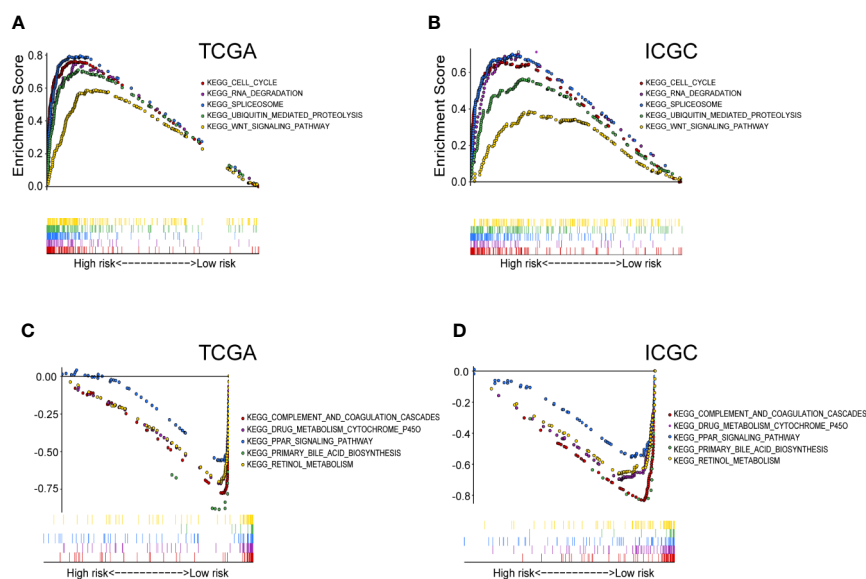 A
TCGA
Enrichment Score
0.8
0.6
0.4
0.2
0.0
KEGG_CELL_CYCLE
KEGG_RNA_DEGRADATION
KEGG_SPLICEOSOME
KEGG_UBIQUITIN_MEDIATED_PROTEOLYSIS
KEGG_WNT_SIGNALING_PATHWAY
High risk<------------>Low risk
B
ICGC
Enrichment Score
0.6
0.4
0.2
0.0
KEGG_CELL_CYCLE
KEGG_RNA_DEGRADATION
KEGG_SPLICEOSOME
KEGG_UBIQUITIN_MEDIATED_PROTEOLYSIS
KEGG_WNT_SIGNALING_PATHWAY
High risk<------------>Low risk
C
TCGA
0.00
-0.25
-0.50
-0.75
KEGG_COMPLEMENT_AND_COAGULATION_CASCADES
KEGG_DRUG_METABOLISM_CYTOCHROME_P450
KEGG_PPAR_SIGNALING_PATHWAY
KEGG_PRIMARY_BILE_ACID_BIOSYNTHESIS
KEGG_RETINOL_METABOLISM
High risk<------------>Low risk
D
ICGC
0.0
-0.2
-0.4
-0.6
-0.8
KEGG_COMPLEMENT_AND_COAGULATION_CASCADES
KEGG_DRUG_METABOLISM_CYTOCHROME_P450
KEGG_PPAR_SIGNALING_PATHWAY
KEGG_PRIMARY_BILE_ACID_BIOSYNTHESIS
KEGG_RETINOL_METABOLISM
High risk<------------>Low risk